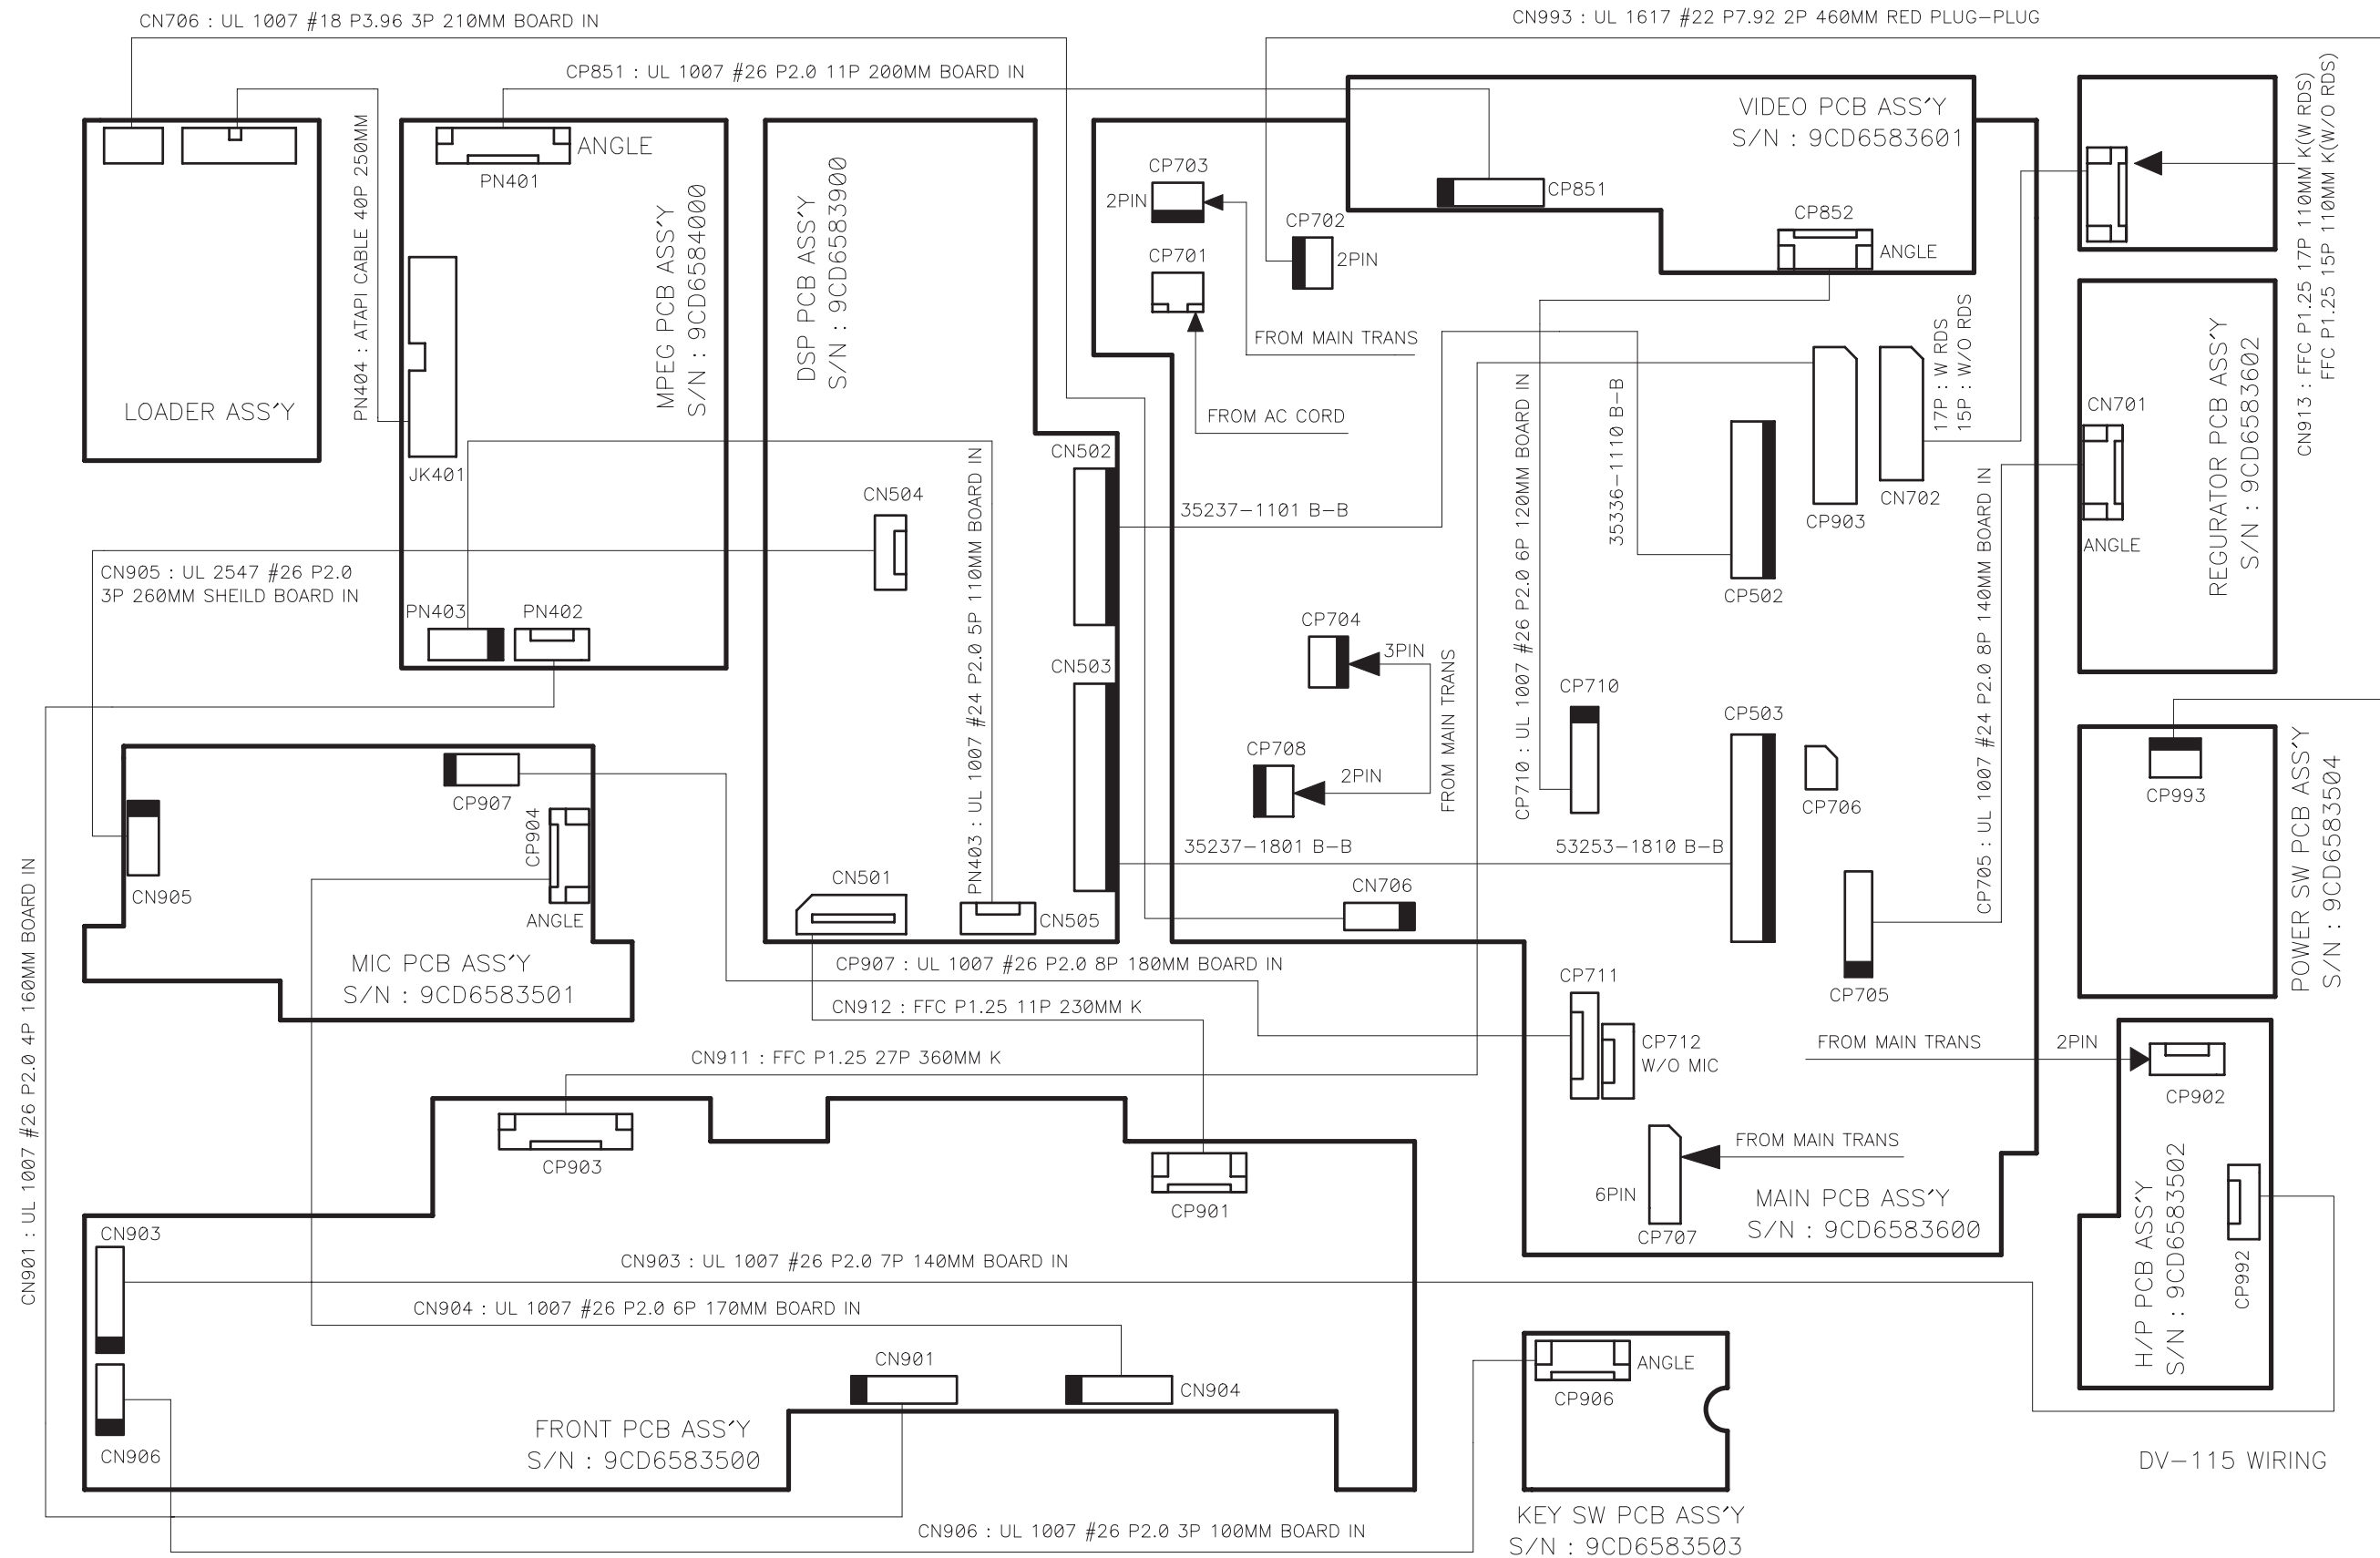 CN706 : UL 1007 #18 P3.96 3P 210MM BOARD IN
CN993 : UL 1617 #22 P7.92 2P 460MM RED PLUG-PLUG
CP851 : UL 1007 #26 P2.0 11P 200MM BOARD IN
LOADER ASS'Y
PN404 : ATAPI CABLE 40P 250MM
ANGLE
PN401
JK401
MPEG PCB ASS'Y
S/N : 9CD6584000
PN403
PN402
DSP PCB ASS'Y
S/N : 9CD6583900
CN504
CN502
CN503
CN501
CN505
PN403 : UL 1007 #24 P2.0 5P 110MM BOARD IN
CP703
2PIN
CP702
2PIN
CP701
FROM MAIN TRANS
FROM AC CORD
VIDEO PCB ASS'Y
S/N : 9CD6583601
CP851
CP852
ANGLE
35237-1101 B-B
35336-1110 B-B
CP710 : UL 1007 #26 P2.0 6P 120MM BOARD IN
CP502
CP903
CN702
17P : W RDS
15P : W/O RDS
CN913 : FFC P1.25 17P 110MM K(W RDS)
FFC P1.25 15P 110MM K(W/O RDS)
CN701
ANGLE
REGURATOR PCB ASS'Y
S/N : 9CD6583602
CP705 : UL 1007 #24 P2.0 8P 140MM BOARD IN
CP704
3PIN
CP708
2PIN
FROM MAIN TRANS
CP710
CP503
CP706
35237-1801 B-B
53253-1810 B-B
CN706
CP705
CP993
POWER SW PCB ASS'Y
S/N : 9CD6583504
CN905 : UL 2547 #26 P2.0
3P 260MM SHEILD BOARD IN
CP907
CP904
ANGLE
CN905
MIC PCB ASS'Y
S/N : 9CD6583501
CP907 : UL 1007 #26 P2.0 8P 180MM BOARD IN
CN912 : FFC P1.25 11P 230MM K
CN911 : FFC P1.25 27P 360MM K
CP711
CP712
W/O MIC
FROM MAIN TRANS
2PIN
CP902
FROM MAIN TRANS
6PIN
CP707
MAIN PCB ASS'Y
S/N : 9CD6583600
H/P PCB ASS'Y
S/N : 9CD6583502
CP992
CN901 : UL 1007 #26 P2.0 4P 160MM BOARD IN
CP903
CP901
CN903
CN903 : UL 1007 #26 P2.0 7P 140MM BOARD IN
CN904 : UL 1007 #26 P2.0 6P 170MM BOARD IN
CN901
CN904
CN906
FRONT PCB ASS'Y
S/N : 9CD6583500
CN906 : UL 1007 #26 P2.0 3P 100MM BOARD IN
ANGLE
CP906
KEY SW PCB ASS'Y
S/N : 9CD6583503
DV-115 WIRING